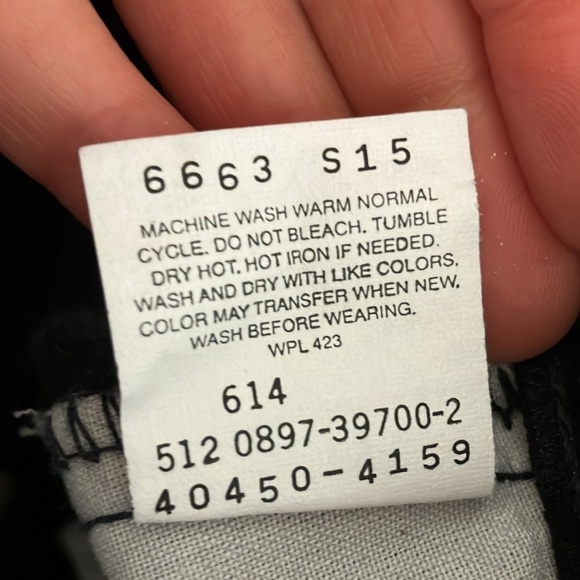 6663 S15
MACHINE WASH WARM NORMAL
CYCLE. DO NOT BLEACH. TUMBLE
DRY HOT. HOT IRON IF NEEDED.
WASH AND DRY WITH LIKE COLORS.
COLOR MAY TRANSFER WHEN NEW.
WASH BEFORE WEARING.
WPL 423
614
512 0897-39700-2
40450-4159